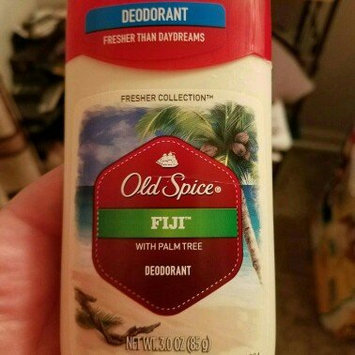 DEODORANT
FRESHER THAN DAYDREAMS
FRESHER COLLECTION™
Old Spice®
FIJI™
WITH PALM TREE
DEODORANT
NET WT. 3.0 OZ (85 g)